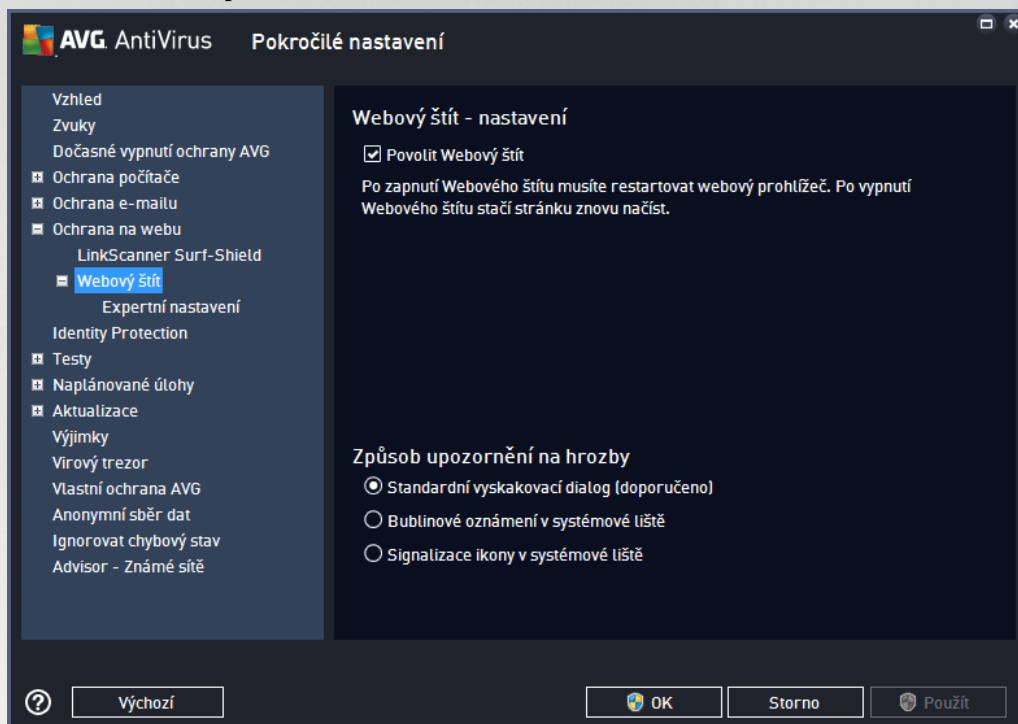 AVG. AntiVirus Pokročilé nastavení
Vzhled
Zvuky
Dočasné vypnutí ochrany AVG
Ochrana počítače
Ochrana e-mailu
Ochrana na webu
LinkScanner Surf-Shield
Webový štít
Expertní nastavení
Identity Protection
Testy
Naplánované úlohy
Aktualizace
Výjimky
Virový trezor
Vlastní ochrana AVG
Anonymní sběr dat
Ignorovat chybový stav
Advisor - Známé sítě
Webový štít - nastavení
Povolit Webový štít
Po zapnutí Webového štítu musíte restartovat webový prohlížeč. Po vypnutí
Webového štítu stačí stránku znovu načíst.
Způsob upozornění na hrozby
Standardní vyskakovací dialog (doporučeno)
Bublinové oznámení v systémové liště
Signalizace ikony v systémové liště
? Výchozí OK Storno Použít